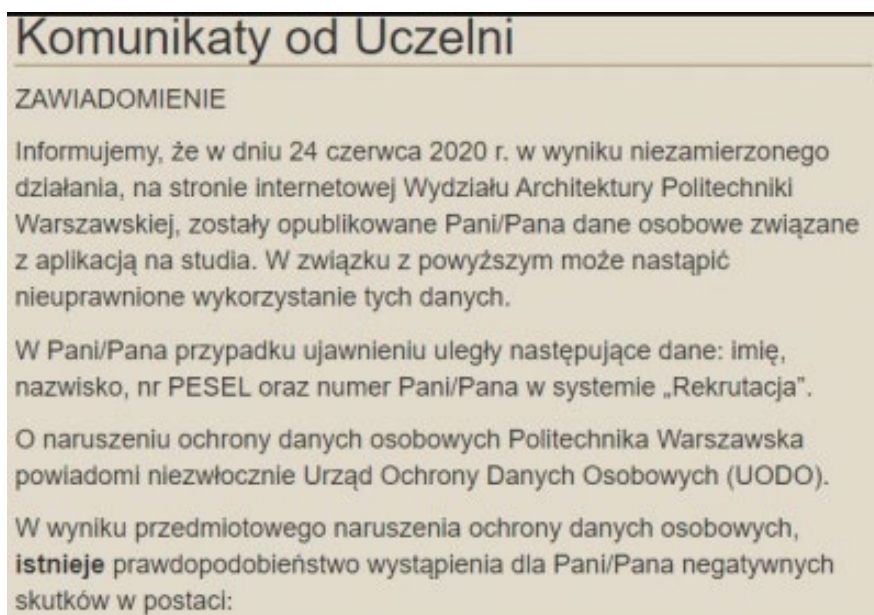 Komunikaty od Uczelni
ZAWIADOMIENIE
Informujemy, że w dniu 24 czerwca 2020 r. w wyniku niezamierzonego
działania, na stronie internetowej Wydziału Architektury Politechniki
Warszawskiej, zostały opublikowane Pani/Pana dane osobowe związane
z aplikacją na studia. W związku z powyższym może nastąpić
nieuprawnione wykorzystanie tych danych.
W Pani/Pana przypadku ujawnieniu uległy następujące dane: imię,
nazwisko, nr PESEL oraz numer Pani/Pana w systemie „Rekrutacja”.
O naruszeniu ochrony danych osobowych Politechnika Warszawska
powiadomi niezwłocznie Urząd Ochrony Danych Osobowych (UODO).
W wyniku przedmiotowego naruszenia ochrony danych osobowych,
istnieje prawdopodobieństwo wystąpienia dla Pani/Pana negatywnych
skutków w postaci: